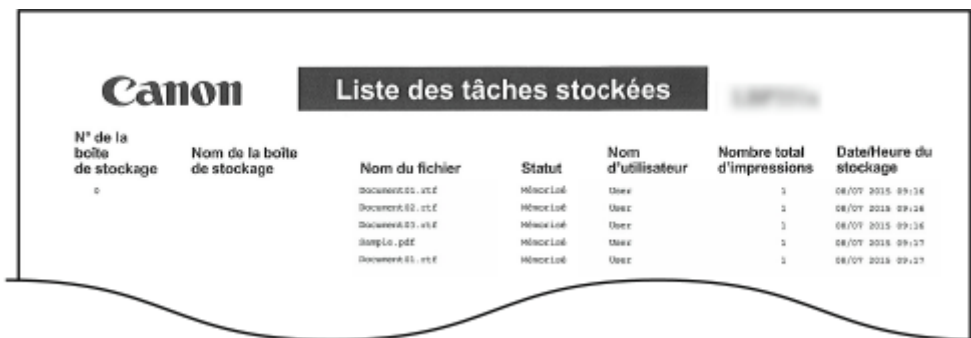 Canon Liste des tâches stockées
N° de la boîte de stockage Nom de la boîte de stockage Nom du fichier Statut Nom d'utilisateur Nombre total d'impressions Date/Heure du stockage
0 Document01.rtf Mémorisé User 1 08/07 2015 09:16
Document02.rtf Mémorisé User 1 08/07 2015 09:16
Document03.rtf Mémorisé User 1 08/07 2015 09:16
Sample.pdf Mémorisé User 1 08/07 2015 09:17
Document01.rtf Mémorisé User 1 08/07 2015 09:17